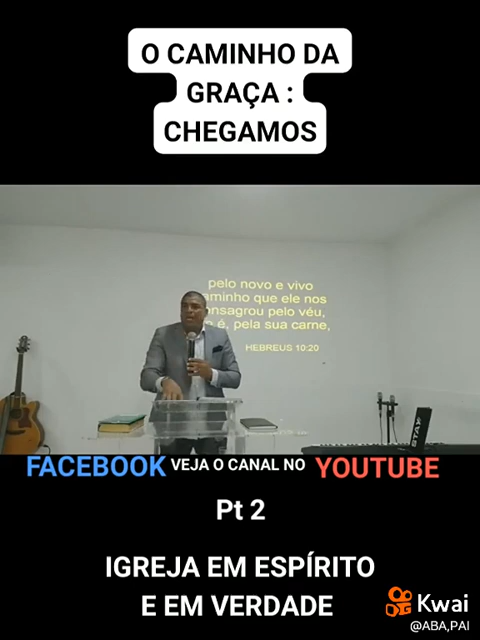 O CAMINHO DA
GRAÇA :
CHEGAMOS
pelo novo e vivo
caminho que ele nos
consagrou pelo véu,
é, pela sua carne,
HEBREUS 10:20
STAY
FACEBOOK VEJA O CANAL NO YOUTUBE
Pt 2
IGREJA EM ESPÍRITO
E EM VERDADE
Kwai
@ABA,PAI